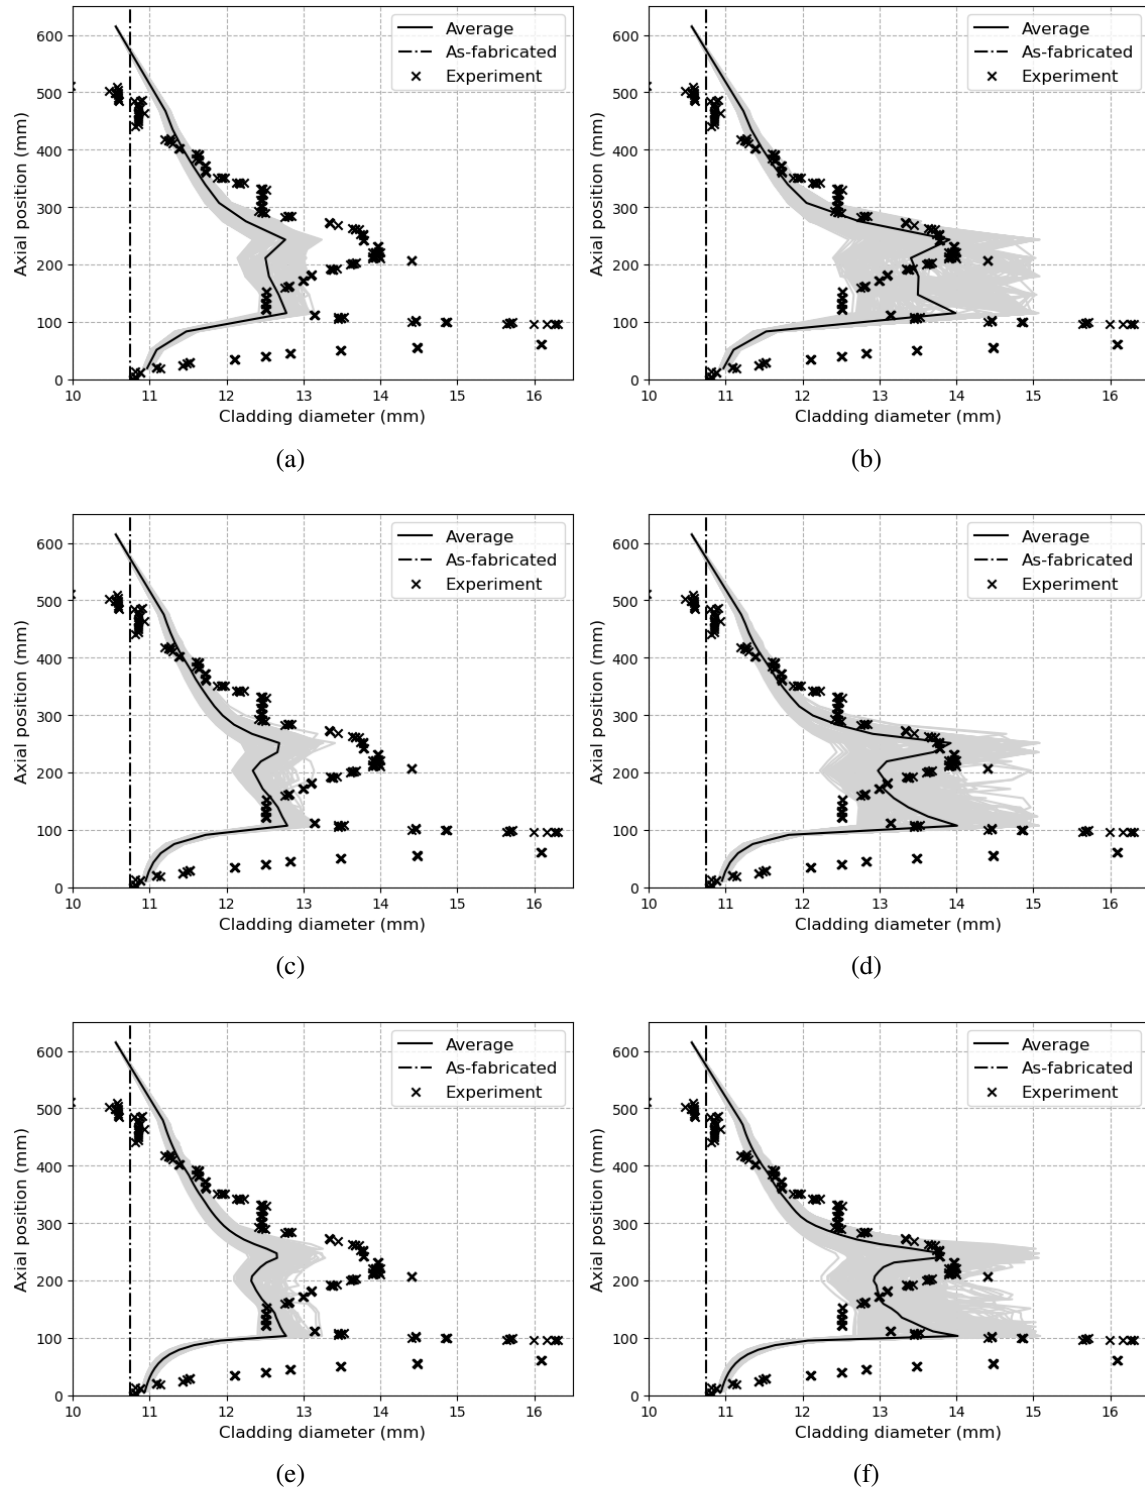 600
500
400
300
200
100
0
10 11 12 13 14 15 16
Axial position (mm)
Cladding diameter (mm)
Average
As-fabricated
Experiment
(a)
600
500
400
300
200
100
0
10 11 12 13 14 15 16
Axial position (mm)
Cladding diameter (mm)
Average
As-fabricated
Experiment
(b)
600
500
400
300
200
100
0
10 11 12 13 14 15 16
Axial position (mm)
Cladding diameter (mm)
Average
As-fabricated
Experiment
(c)
600
500
400
300
200
100
0
10 11 12 13 14 15 16
Axial position (mm)
Cladding diameter (mm)
Average
As-fabricated
Experiment
(d)
600
500
400
300
200
100
0
10 11 12 13 14 15 16
Axial position (mm)
Cladding diameter (mm)
Average
As-fabricated
Experiment
(e)
600
500
400
300
200
100
0
10 11 12 13 14 15 16
Axial position (mm)
Cladding diameter (mm)
Average
As-fabricated
Experiment
(f)